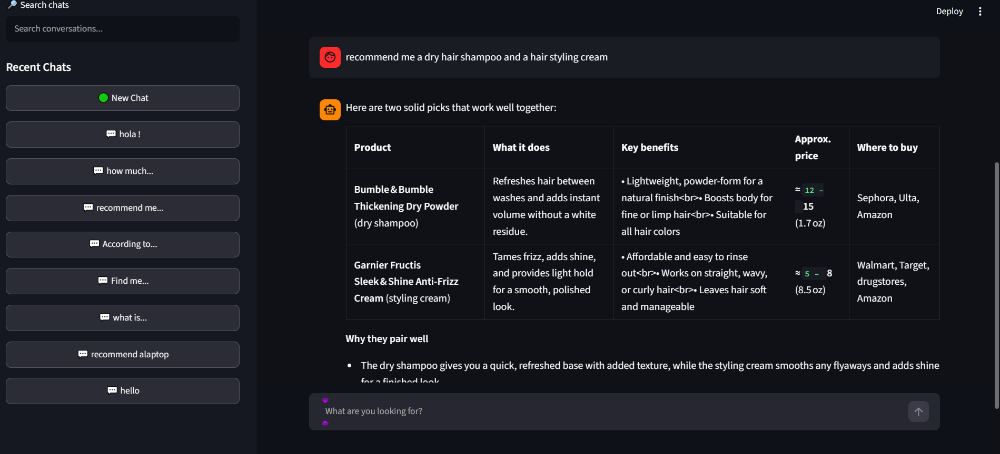 🔎 Search chats
Search conversations...
Recent Chats
New Chat
hola !
how much...
recommend me...
According to...
Find me...
what is...
recommend alaptop
hello
Deploy
recommend me a dry hair shampoo and a hair styling cream
Here are two solid picks that work well together:
Product
What it does
Key benefits
Approx.
price
Where to buy
Bumble & Bumble
Thickening Dry Powder
(dry shampoo)
Refreshes hair between
washes and adds instant
volume without a white
residue.
• Lightweight, powder-form for a
natural finish<br>• Boosts body for
fine or limp hair<br>• Suitable for
all hair colors
≈ 12 –
15
(1.7 oz)
Sephora, Ulta,
Amazon
Garnier Fructis
Sleek & Shine Anti-Frizz
Cream (styling cream)
Tames frizz, adds shine,
and provides light hold
for a smooth, polished
look.
• Affordable and easy to rinse
out<br>• Works on straight, wavy,
or curly hair<br>• Leaves hair soft
and manageable
≈ 5 – 8
(8.5 oz)
Walmart, Target,
drugstores,
Amazon
Why they pair well
• The dry shampoo gives you a quick, refreshed base with added texture, while the styling cream smooths any flyaways and adds shine
for a finished look
What are you looking for?